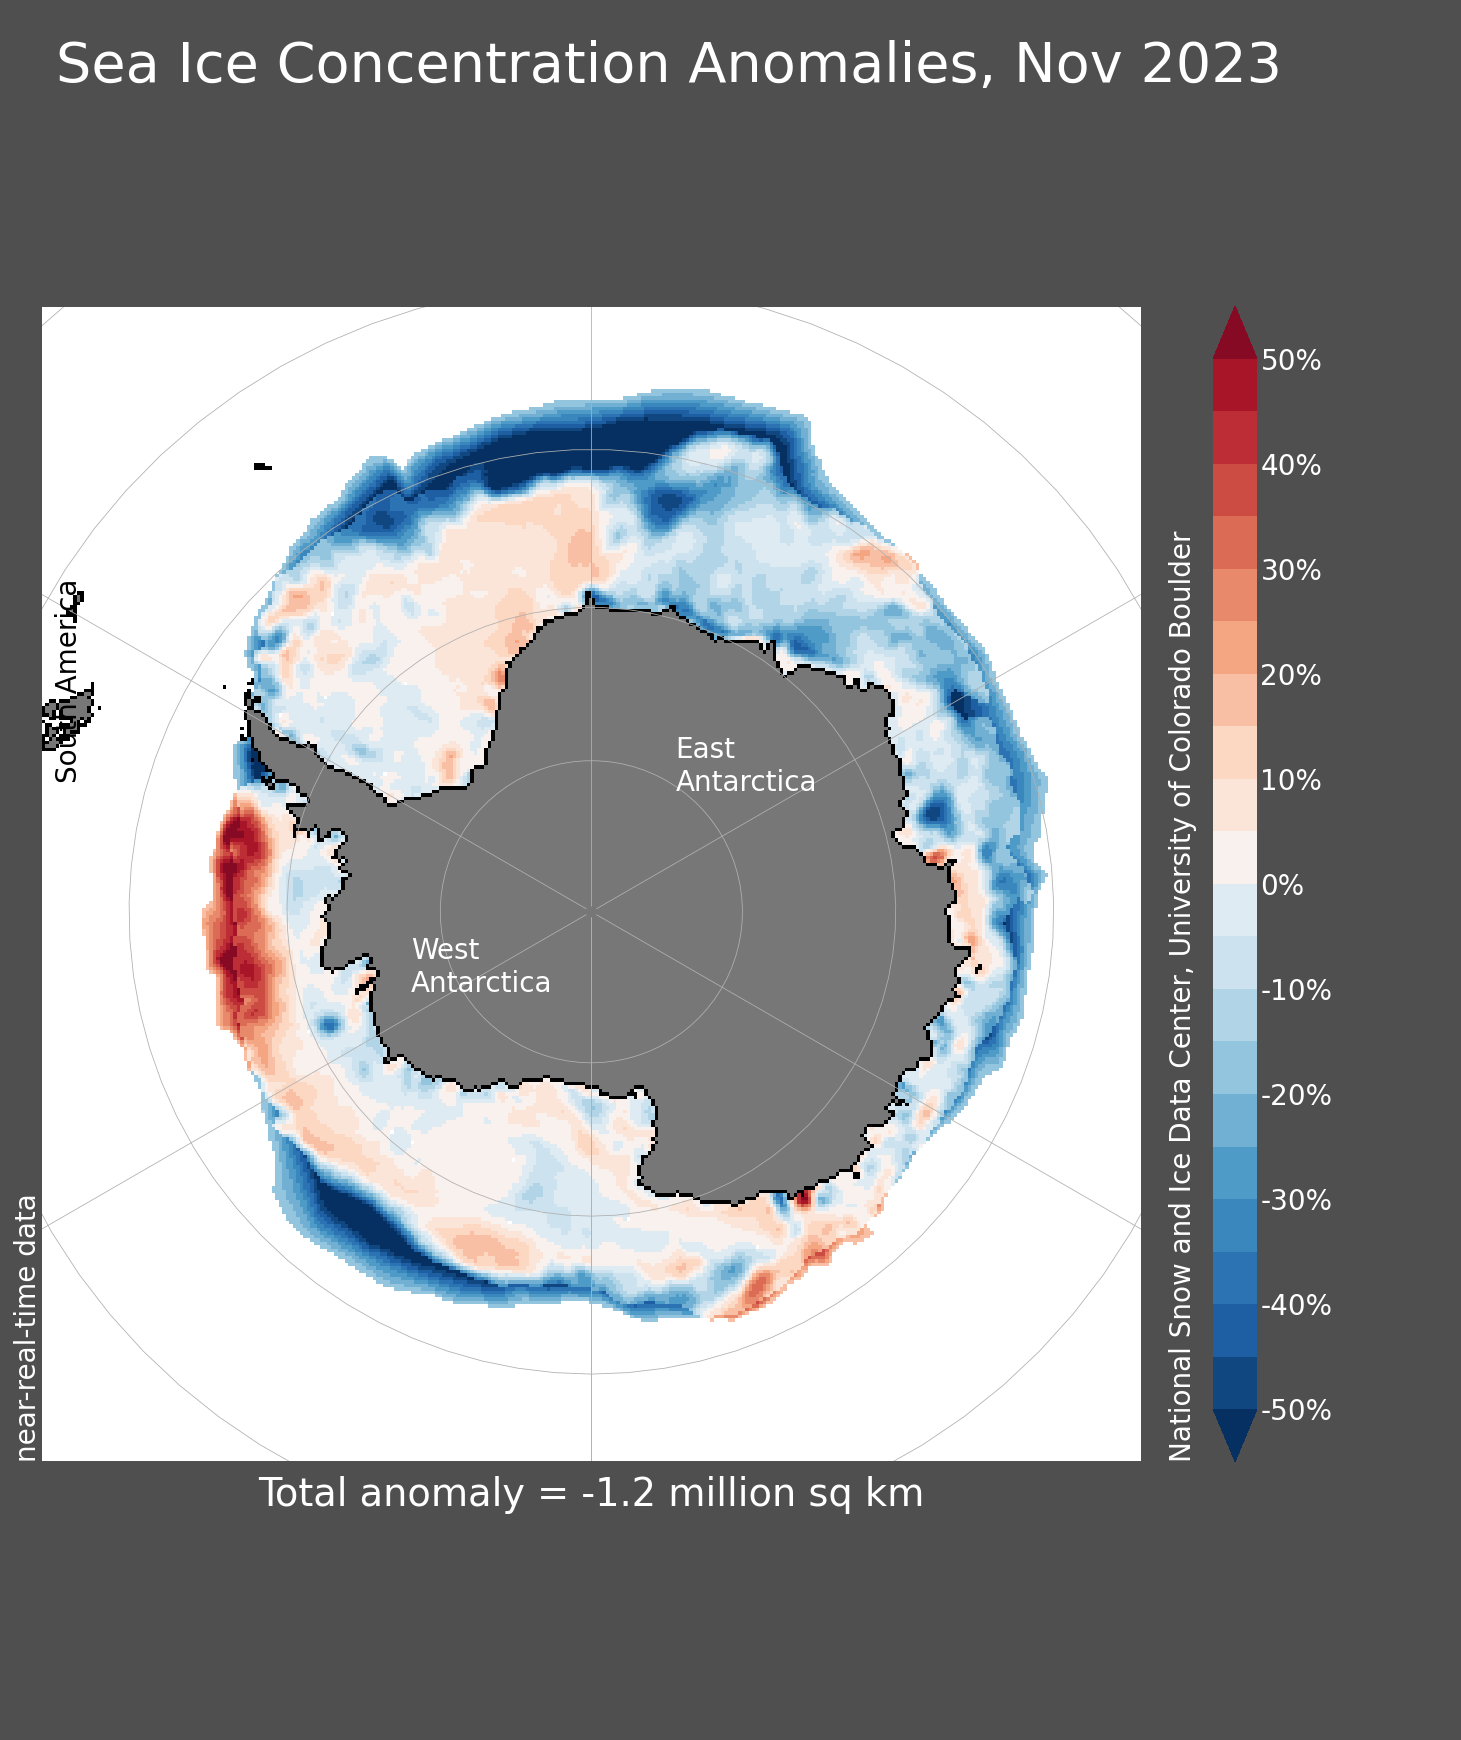 Sea Ice Concentration Anomalies, Nov 2023
South America
East
Antarctica
West
Antarctica
near-real-time data
National Snow and Ice Data Center, University of Colorado Boulder
50%
40%
30%
20%
10%
0%
-10%
-20%
-30%
-40%
-50%
Total anomaly = -1.2 million sq km